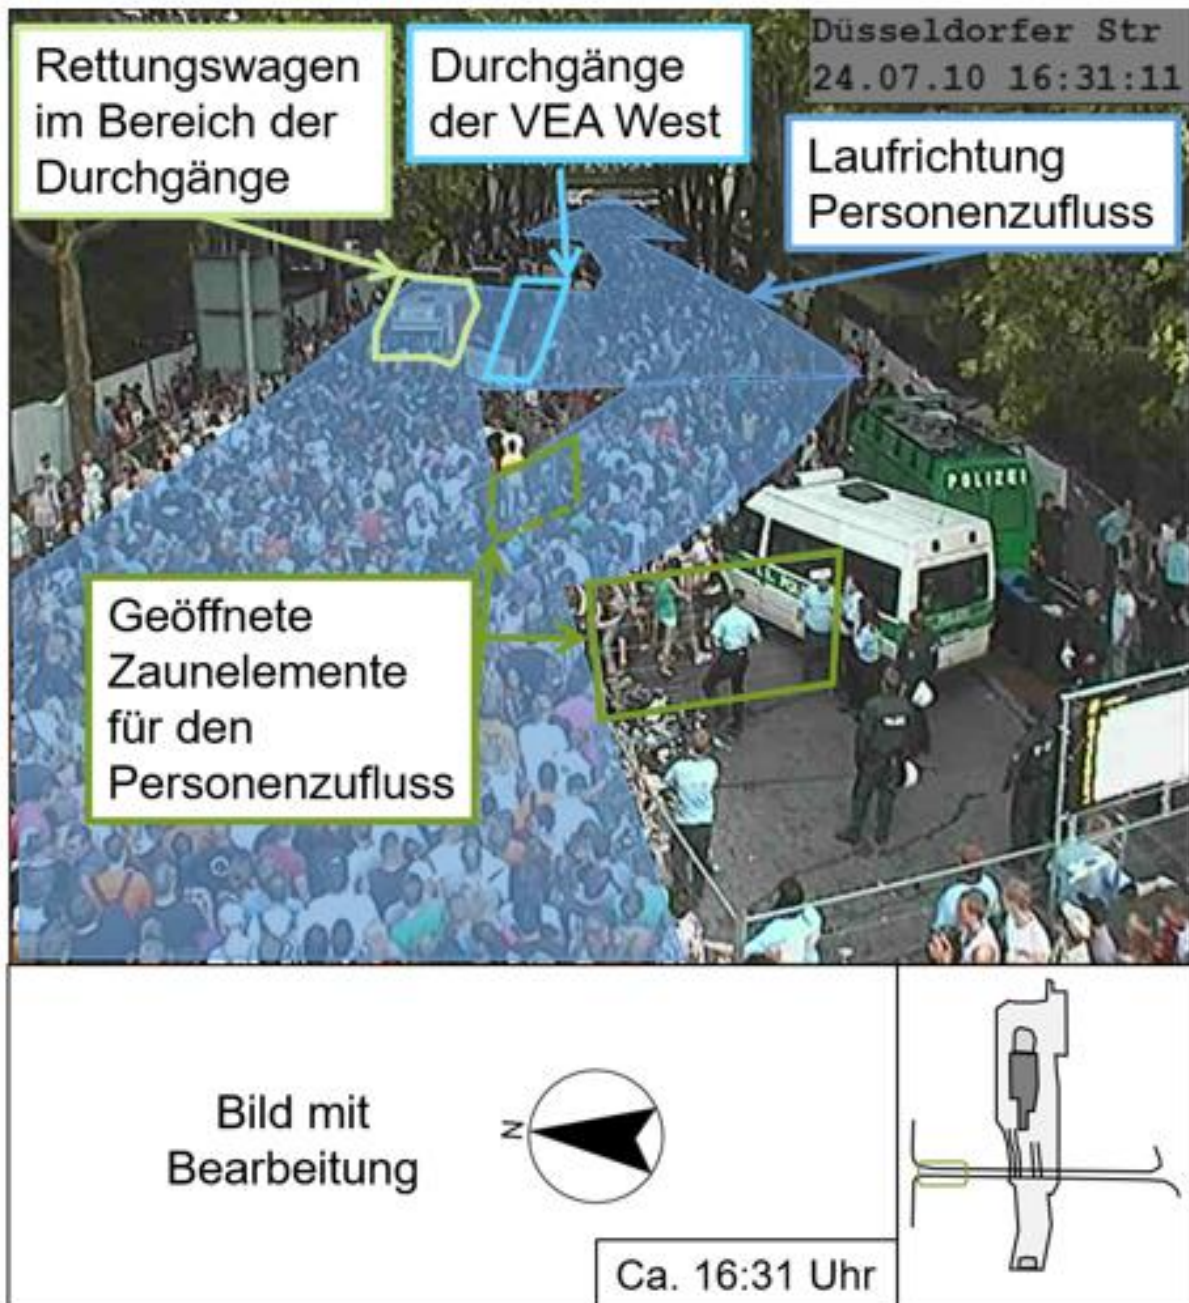 Rettungswagen
im Bereich der
Durchgänge
Durchgänge
der VEA West
Düsseldorfer Str
24.07.10 16:31:11
Laufrichtung
Personenzufluss
POLIZEI
Geöffnete
Zaunelemente
für den
Personenzufluss
Bild mit
Bearbeitung
N
Ca. 16:31 Uhr